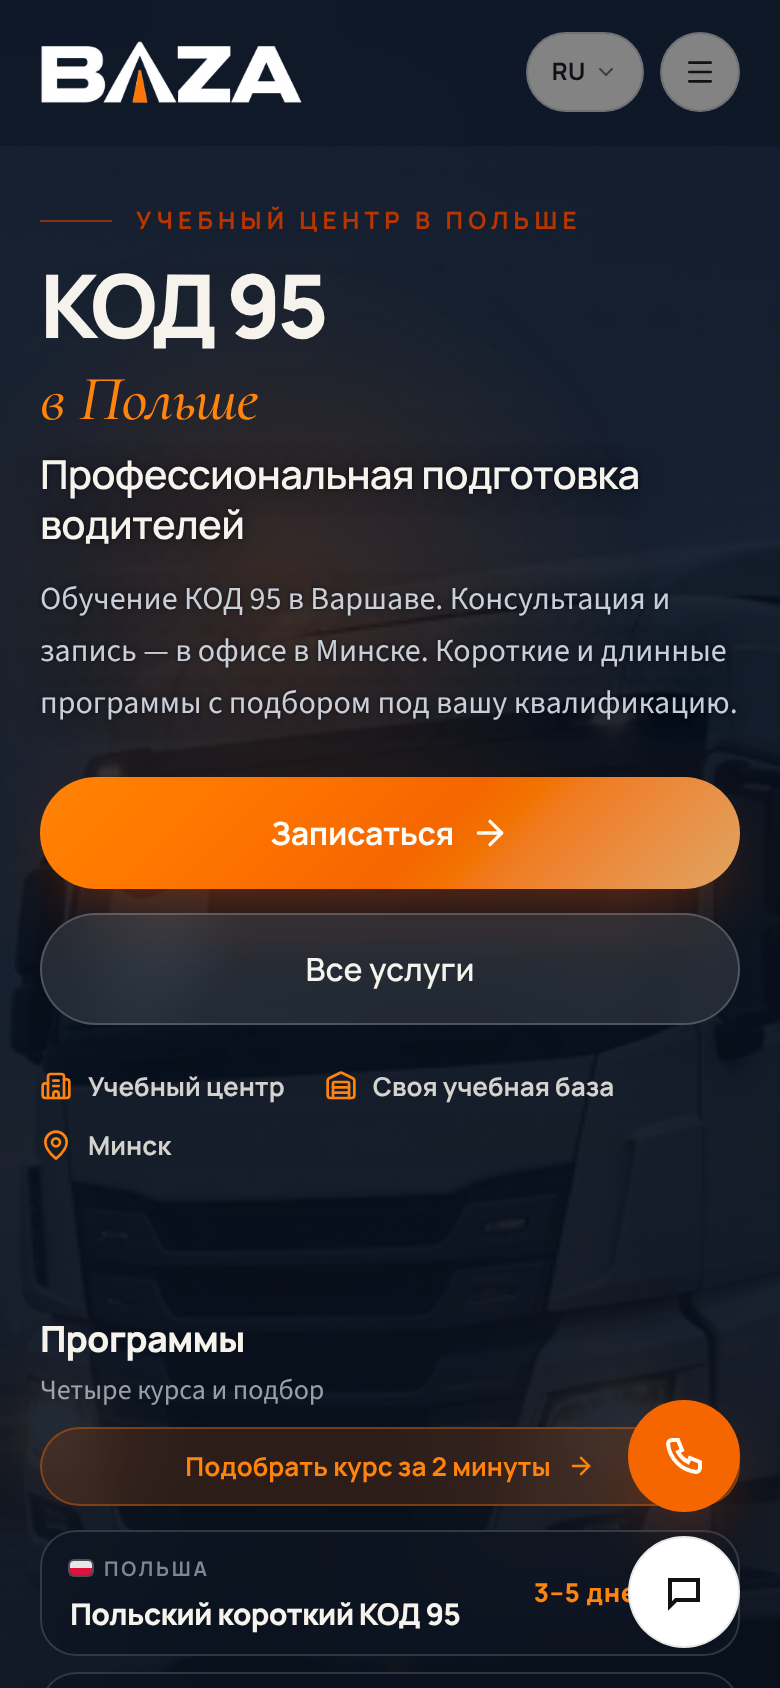 BAZA
RU
УЧЕБНЫЙ ЦЕНТР В ПОЛЬШЕ
КОД 95
в Польше
Профессиональная подготовка
водителей
Обучение КОД 95 в Варшаве. Консультация и
запись — в офисе в Минске. Короткие и длинные
программы с подбором под вашу квалификацию.
Записаться
Все услуги
Учебный центр
Своя учебная база
Минск
Программы
Четыре курса и подбор
Подобрать курс за 2 минуты
ПОЛЬША
Польский короткий КОД 95
3–5